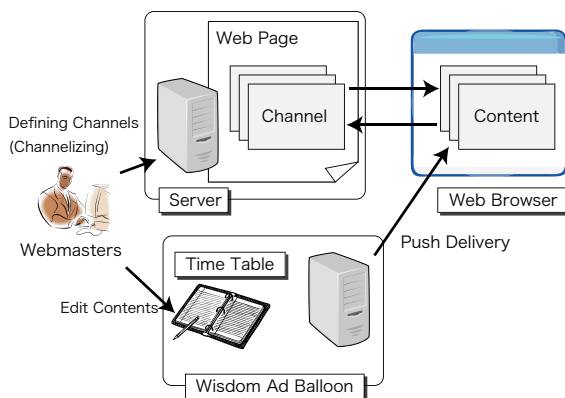 Web Page
Channel
Content
Defining Channels
(Channelizing)
Server
Web Browser
Webmasters
Push Delivery
Time Table
Edit Contents
Wisdom Ad Balloon